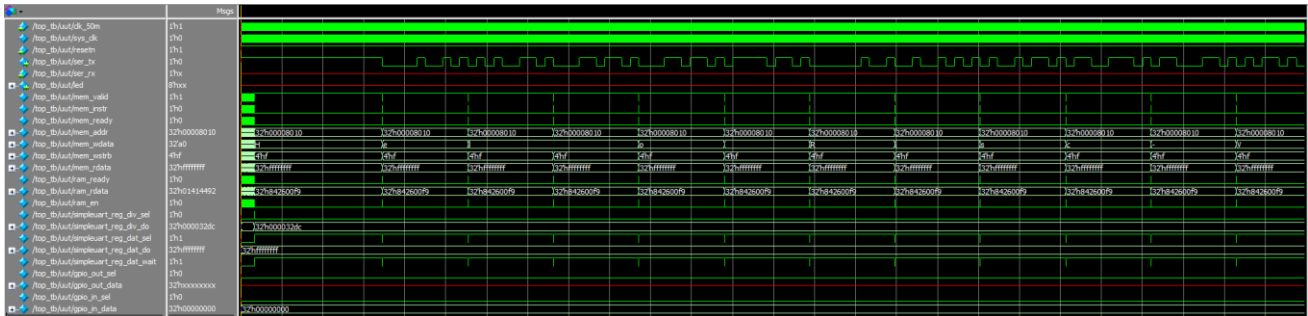 Msgs
/top_tb/uut/clk_50m 1'h1
/top_tb/uut/sys_clk 1'h0
/top_tb/uut/resetn 1'h1
/top_tb/uut/ser_tx 1'h0
/top_tb/uut/ser_rx 1'hx
/top_tb/uut/led 8'hxx
/top_tb/uut/mem_valid 1'h1
/top_tb/uut/mem_instr 1'h0
/top_tb/uut/mem_ready 1'h0
/top_tb/uut/mem_addr 32'h00008010 32'h00008010 32'h00008010 32'h00008010 32'h00008010 32'h00008010 32'h00008010 32'h00008010 32'h00008010 32'h00008010 32'h00008010 32'h00008010 32'h00008010
/top_tb/uut/mem_wdata 32'a0 H e l o R i s c - V
/top_tb/uut/mem_wstrb 4'hf 4'hf 4'hf 4'hf 4'hf 4'hf 4'hf 4'hf 4'hf 4'hf 4'hf 4'hf 4'hf
/top_tb/uut/mem_rdata 32'hffffffff 32'hffffffff 32'hffffffff 32'hffffffff 32'hffffffff 32'hffffffff 32'hffffffff 32'hffffffff 32'hffffffff 32'hffffffff 32'hffffffff 32'hffffffff 32'hffffffff
/top_tb/uut/ram_ready 1'h0
/top_tb/uut/ram_rdata 32'h01414492 32'h842600f9 32'h842600f9 32'h842600f9 32'h842600f9 32'h842600f9 32'h842600f9 32'h842600f9 32'h842600f9 32'h842600f9 32'h842600f9 32'h842600f9 32'h842600f9
/top_tb/uut/ram_en 1'h0
/top_tb/uut/simpleuart_reg_div_sel 1'h0
/top_tb/uut/simpleuart_reg_div_do 32'h000032dc 32'h000032dc
/top_tb/uut/simpleuart_reg_dat_sel 1'h1
/top_tb/uut/simpleuart_reg_dat_do 32'hffffffff 32'hffffffff
/top_tb/uut/simpleuart_reg_dat_wait 1'h1
/top_tb/uut/gpio_out_sel 1'h0
/top_tb/uut/gpio_out_data 32'hxxxxxxxx
/top_tb/uut/gpio_in_sel 1'h0
/top_tb/uut/gpio_in_data 32'h00000000 32'h00000000